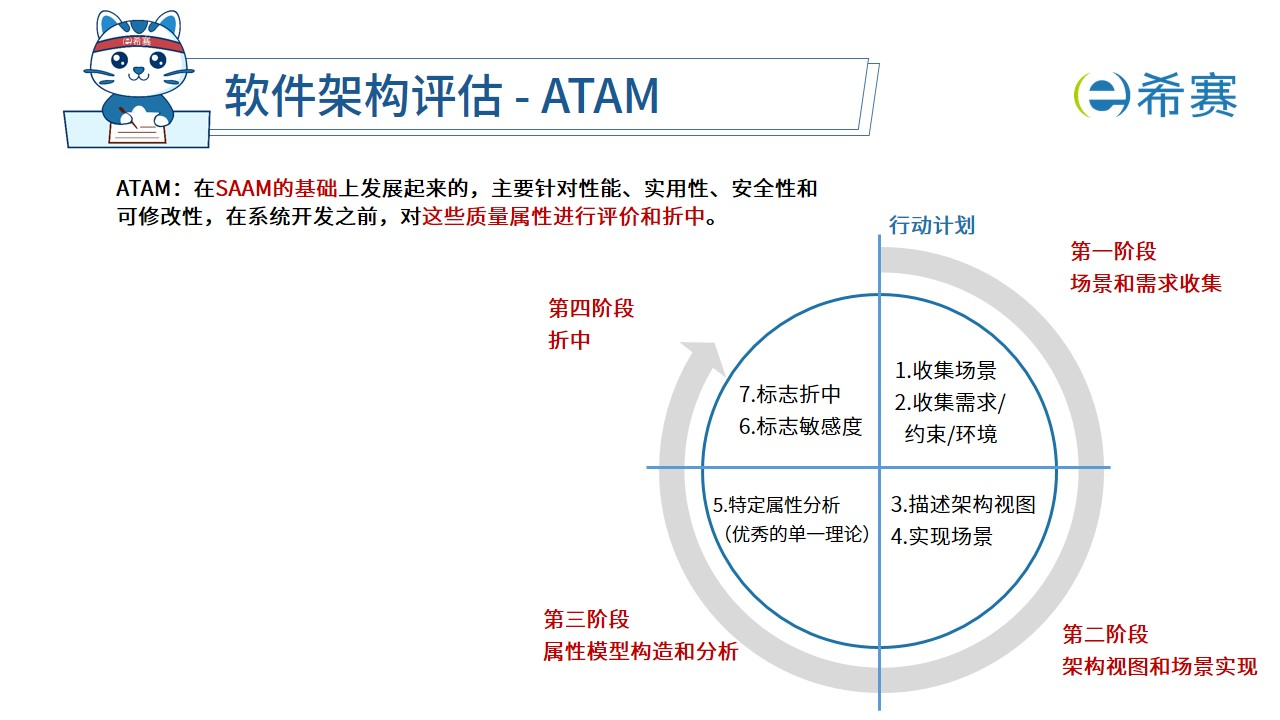 希赛
软件架构评估 - ATAM
希赛
ATAM：在SAAM的基础上发展起来的，主要针对性能、实用性、安全性和
可修改性，在系统开发之前，对这些质量属性进行评价和折中。
行动计划
第一阶段
场景和需求收集
第四阶段
折中
1.收集场景
2.收集需求/
约束/环境
7.标志折中
6.标志敏感度
5.特定属性分析
（优秀的单一理论）
3.描述架构视图
4.实现场景
第三阶段
属性模型构造和分析
第二阶段
架构视图和场景实现